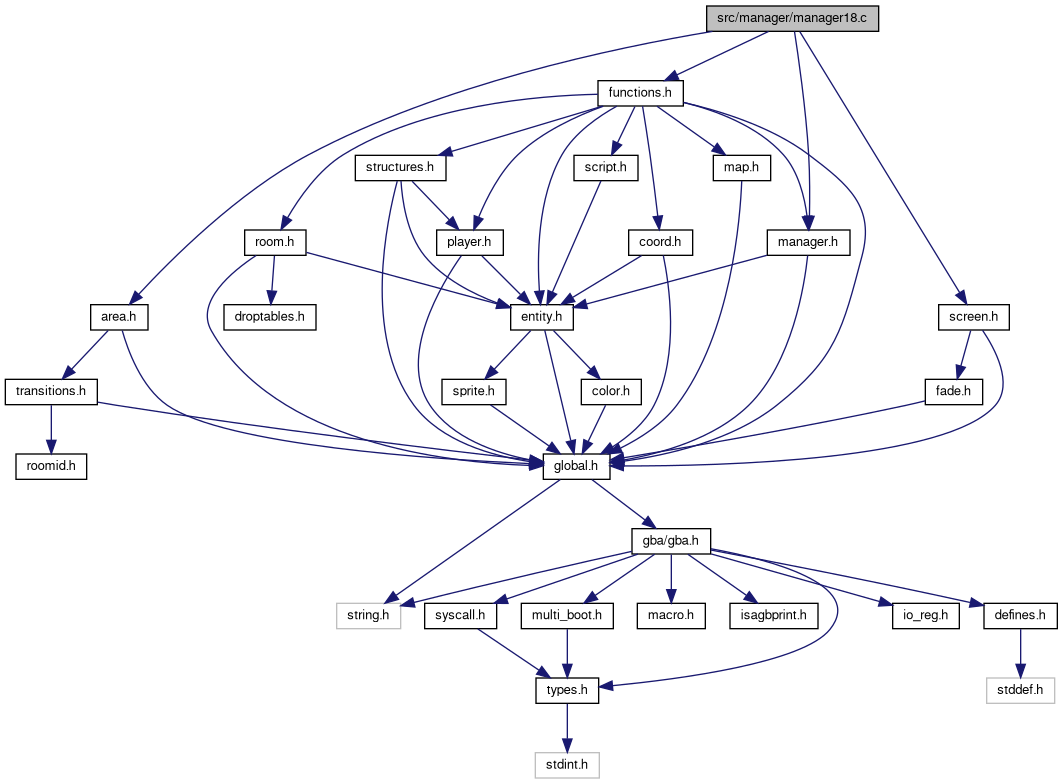 src/manager/manager18.c
functions.h
structures.h
script.h
map.h
room.h
player.h
coord.h
manager.h
area.h
droptables.h
entity.h
screen.h
transitions.h
sprite.h
color.h
fade.h
roomid.h
global.h
gba/gba.h
string.h
syscall.h
multi_boot.h
macro.h
isagbprint.h
io_reg.h
defines.h
types.h
stddef.h
stdint.h